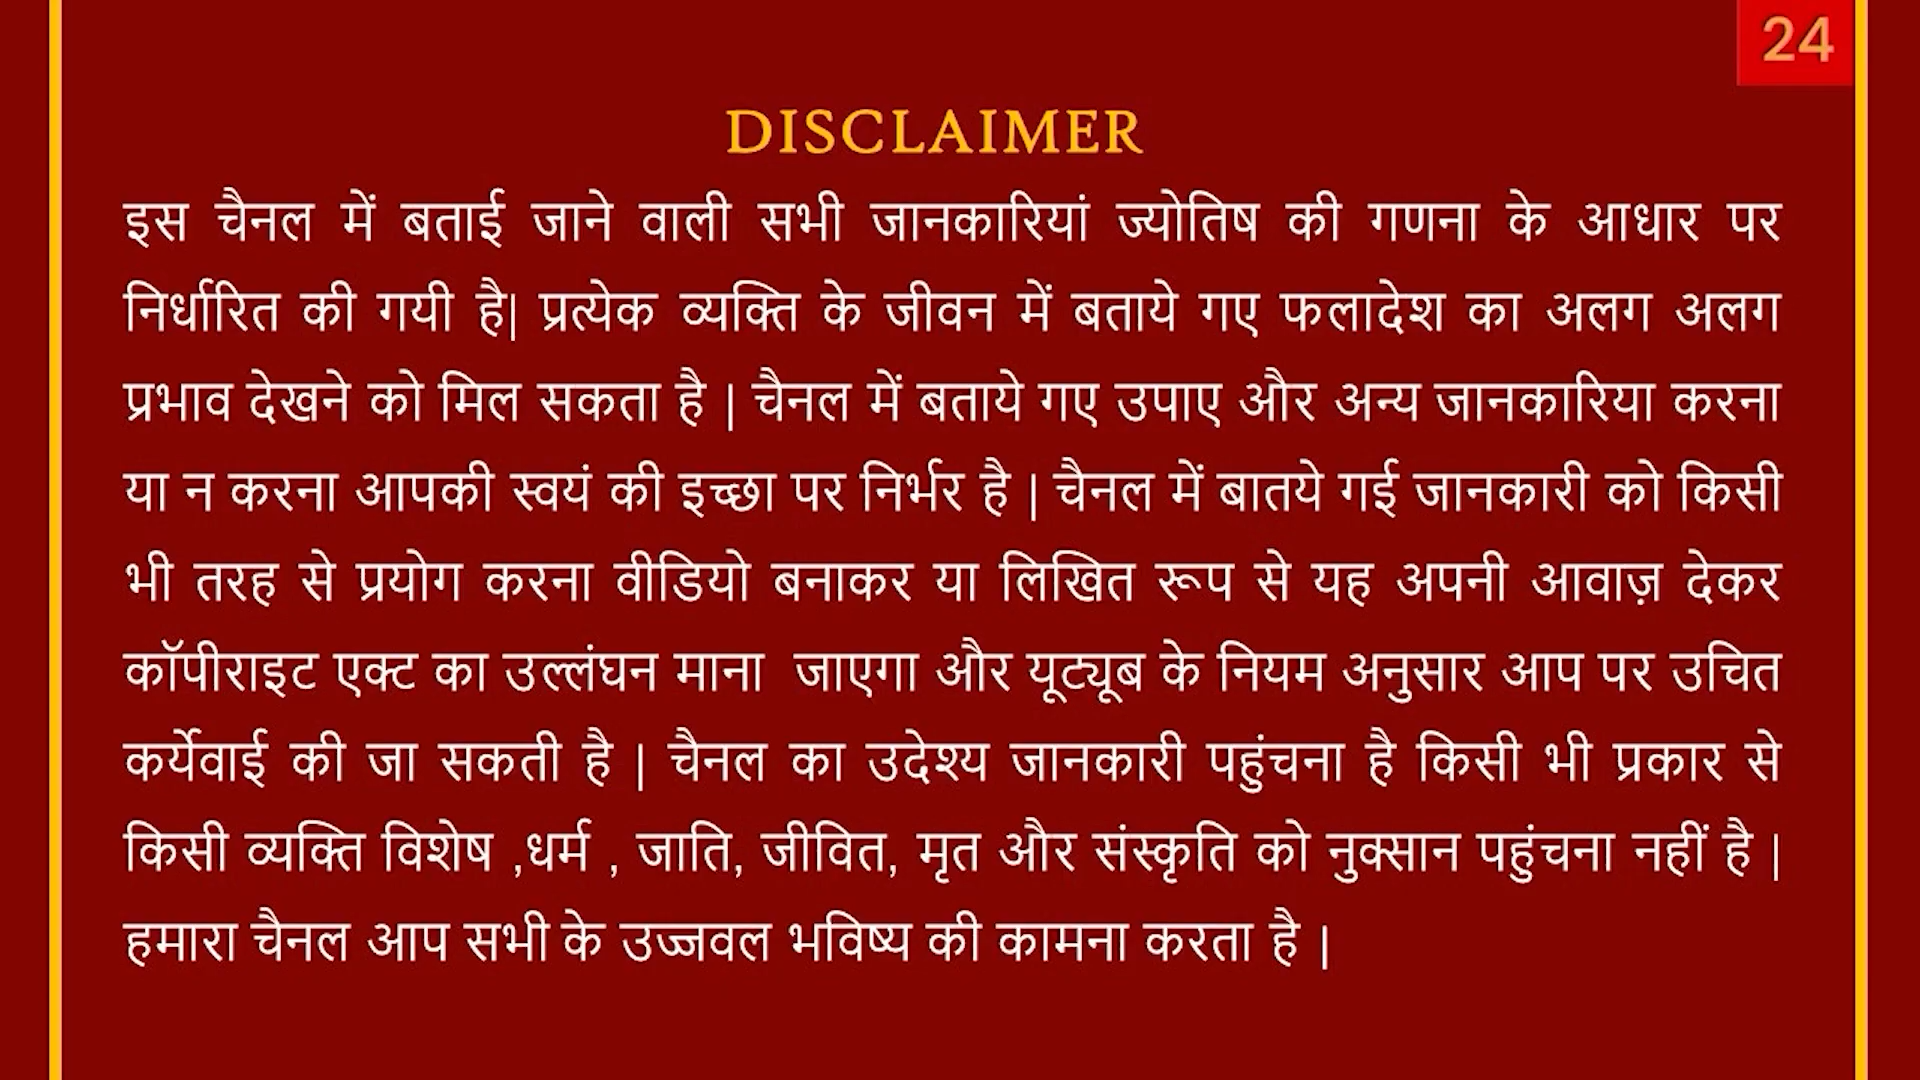 24
DISCLAIMER
इस चैनल में बताई जाने वाली सभी जानकारियां ज्योतिष की गणना के आधार पर
निर्धारित की गयी है| प्रत्येक व्यक्ति के जीवन में बताये गए फलादेश का अलग अलग
प्रभाव देखने को मिल सकता है | चैनल में बताये गए उपाए और अन्य जानकारिया करना
या न करना आपकी स्वयं की इच्छा पर निर्भर है | चैनल में बातये गई जानकारी को किसी
भी तरह से प्रयोग करना वीडियो बनाकर या लिखित रूप से यह अपनी आवाज़ देकर
कॉपीराइट एक्ट का उल्लंघन माना जाएगा और यूट्यूब के नियम अनुसार आप पर उचित
कर्येवाई की जा सकती है | चैनल का उदेश्य जानकारी पहुंचना है किसी भी प्रकार से
किसी व्यक्ति विशेष ,धर्म , जाति, जीवित, मृत और संस्कृति को नुक्सान पहुंचना नहीं है |
हमारा चैनल आप सभी के उज्जवल भविष्य की कामना करता है |